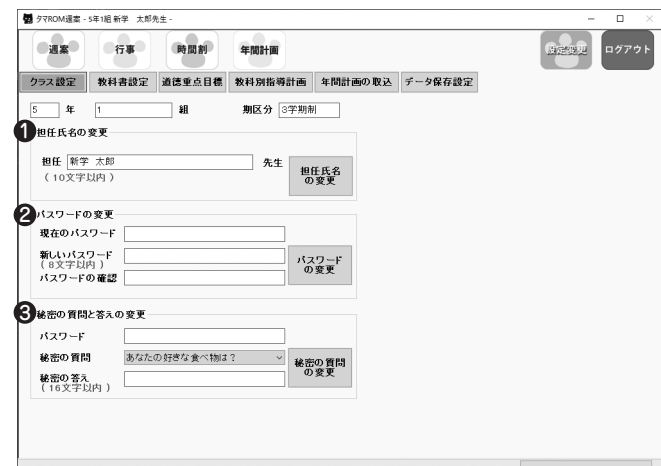 タマROM週案 - 5年1組 新学 太郎先生 -
週案 行事 時間割 年間計画 設定変更 ログアウト
クラス設定 教科書設定 道徳重点目標 教科別指導計画 年間計画の取込 データ保存設定
5 年 1 組 期区分 3学期制
❶担任氏名の変更
担任 新学 太郎 先生
(10文字以内)
担任氏名
の変更
❷パスワードの変更
現在のパスワード
新しいパスワード
(8文字以内)
パスワードの確認
パスワード
の変更
❸秘密の質問と答えの変更
パスワード
秘密の質問 あなたの好きな食べ物は?
秘密の答え
(16文字以内)
秘密の質問
の変更